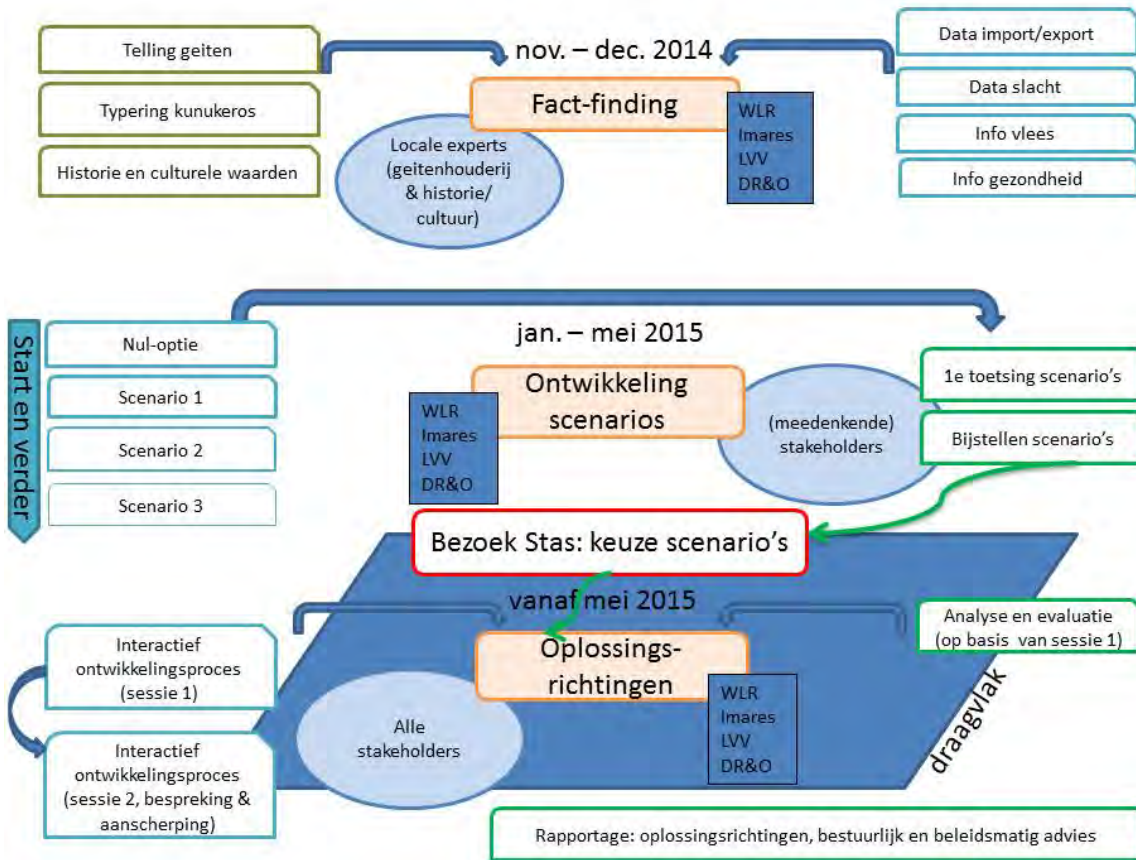 Telling geiten
Typering kunukeros
Historie en culturele waarden
nov. – dec. 2014
Fact-finding
Locale experts
(geitenhouderij
& historie/
cultuur)
WLR
Imares
LVV
DR&O
Data import/export
Data slacht
Info vlees
Info gezondheid
Start en verder
Nul-optie
Scenario 1
Scenario 2
Scenario 3
jan. – mei 2015
Ontwikkeling
scenarios
WLR
Imares
LVV
DR&O
(meedenkende)
stakeholders
1e toetsing scenario's
Bijstellen scenario's
Bezoek Stas: keuze scenario's
vanaf mei 2015
Oplossings-
richtingen
Interactief
ontwikkelingsproces
(sessie 1)
Interactief
ontwikkelingsproces
(sessie 2, bespreking &
aanscherping)
Alle
stakeholders
WLR
Imares
LVV
DR&O
Analyse en evaluatie
(op basis van sessie 1)
draagvlak
Rapportage: oplossingsrichtingen, bestuurlijk en beleidsmatig advies